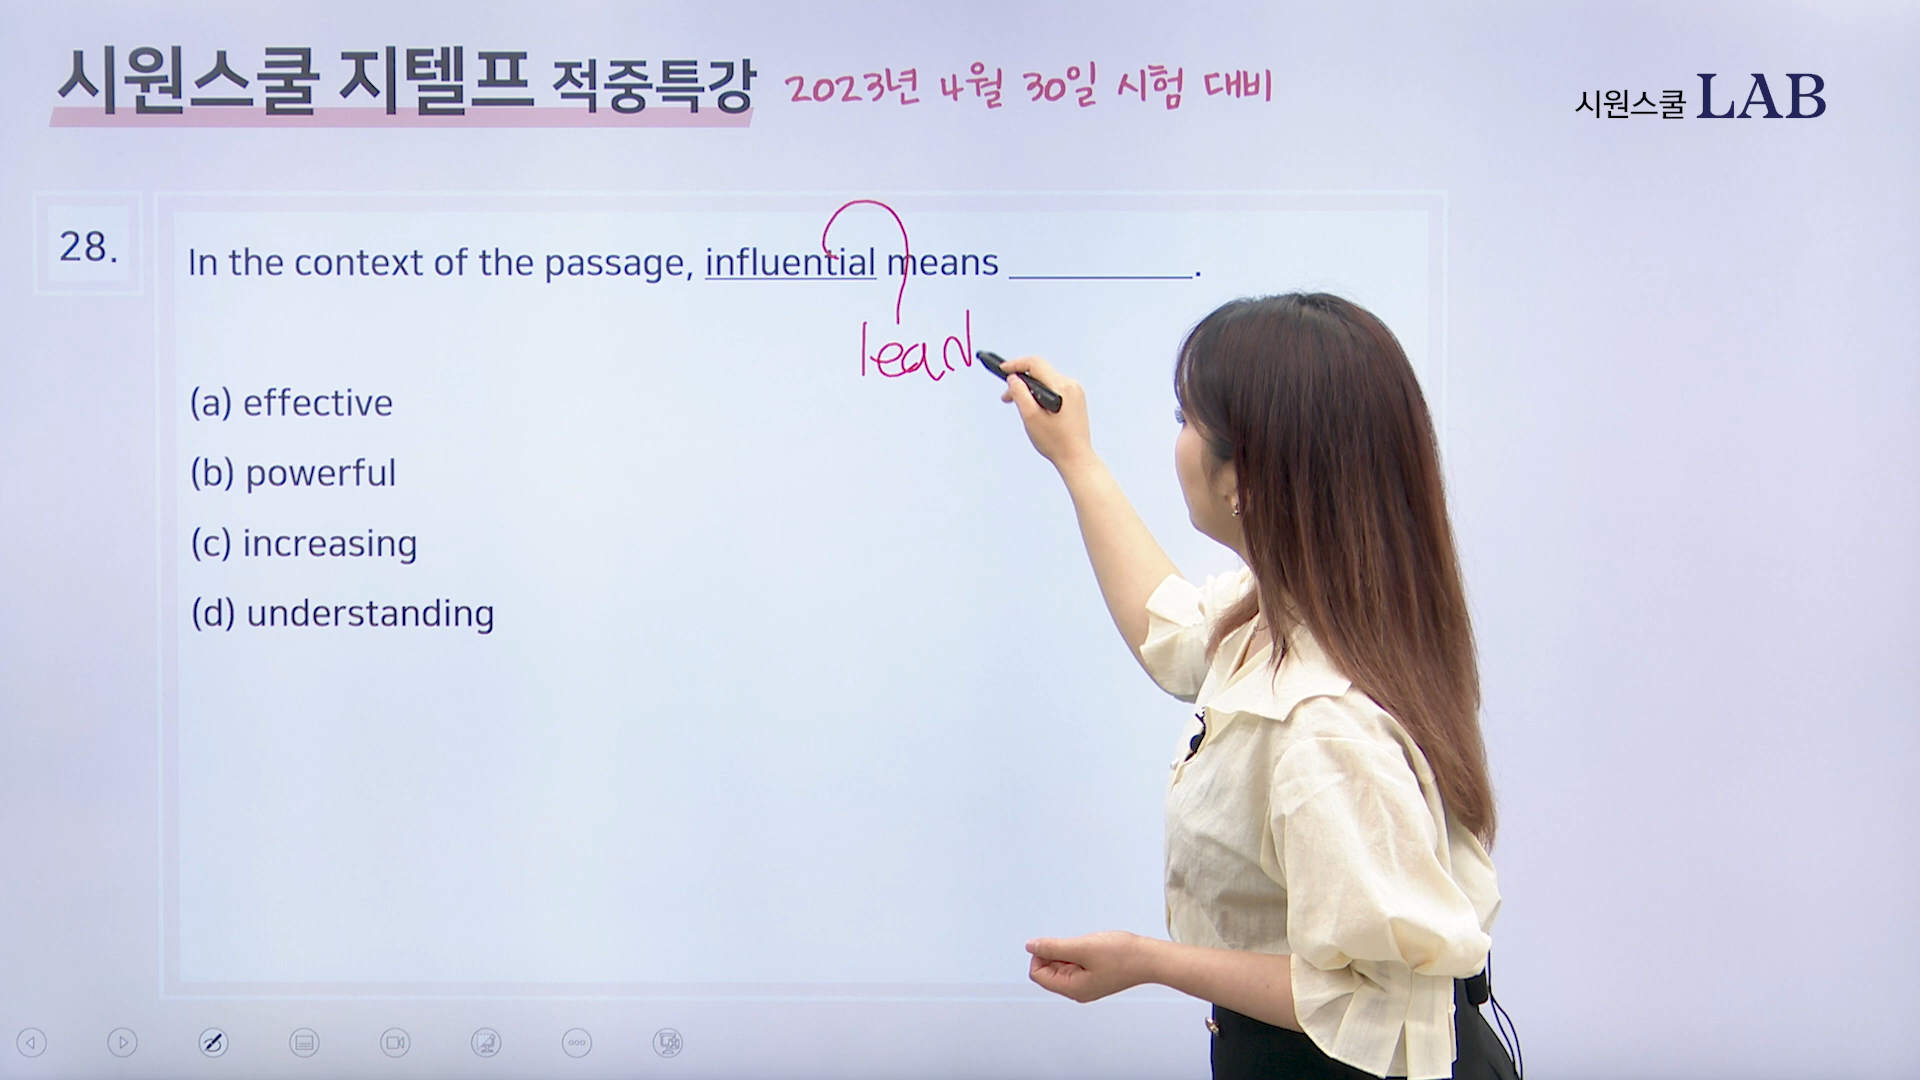 시원스쿨 지텔프 적중특강 2023년 4월 30일 시험 대비
시원스쿨 LAB
28.
In the context of the passage, influential means __________.
lead
(a) effective
(b) powerful
(c) increasing
(d) understanding